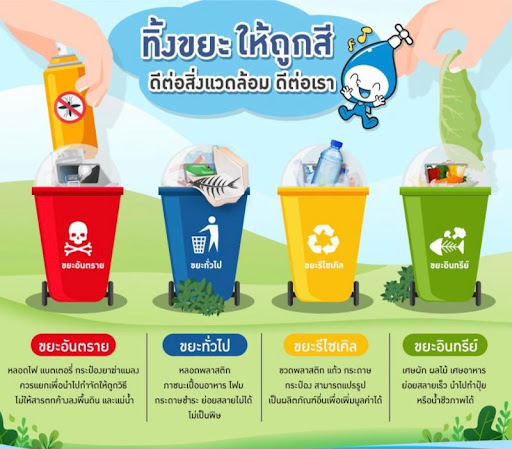 ทิ้งขยะ ให้ถูกสี
ดีต่อสิ่งแวดล้อม ดีต่อเรา
ขยะอันตราย
ขยะทั่วไป
ขยะรีไซเคิล
ขยะอินทรีย์
ขยะอันตราย
หลอดไฟ แบตเตอรี่ กระป๋องยาฆ่าแมลง
ควรแยกเพื่อนำไปกำจัดให้ถูกวิธี
ไม่ให้สารตกค้างลงพื้นดิน และแม่น้ำ
ขยะทั่วไป
หลอดพลาสติก
ภาชนะเปื้อนอาหาร โฟม
กระดาษชำระ ย่อยสลายไม่ได้
ไม่เป็นพิษ
ขยะรีไซเคิล
ขวดพลาสติก แก้ว กระดาษ
กระป๋อง สามารถแปรรูป
เป็นผลิตภัณฑ์อื่นเพื่อเพิ่มมูลค่าได้
ขยะอินทรีย์
เศษผัก ผลไม้ เศษอาหาร
ย่อยสลายเร็ว นำไปทำปุ๋ย
หรือน้ำชีวภาพได้